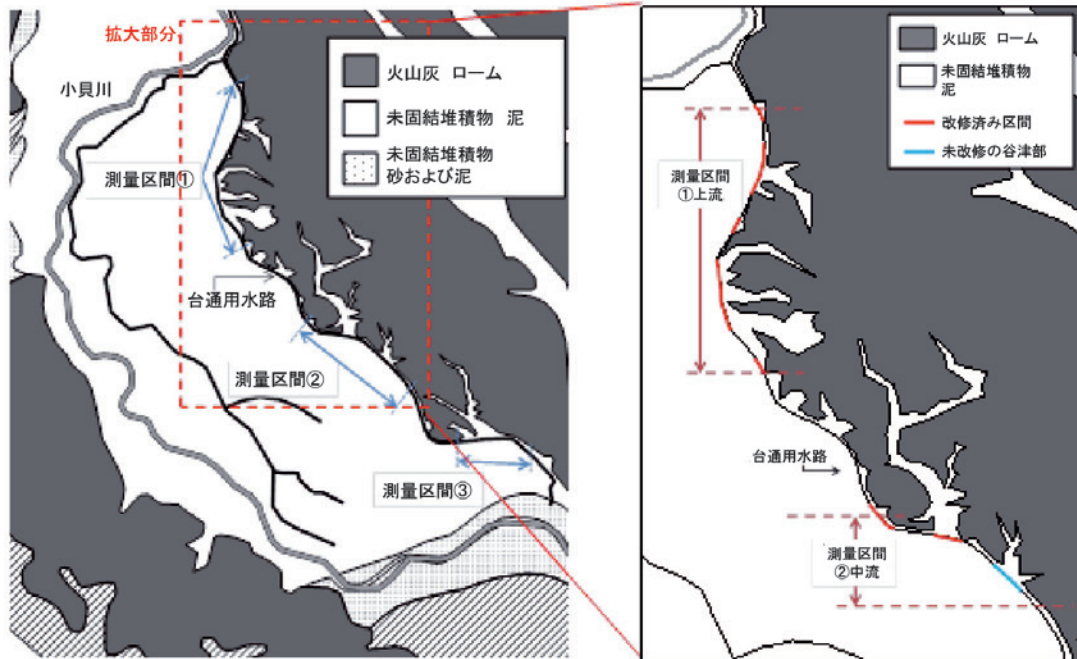 拡大部分
小貝川
火山灰 ローム
未固結堆積物 泥
未固結堆積物
砂および泥
測量区間①
台通用水路
測量区間②
測量区間③
火山灰 ローム
未固結堆積物
泥
改修済み区間
未改修の谷津部
測量区間
①上流
台通用水路
測量区間
②中流